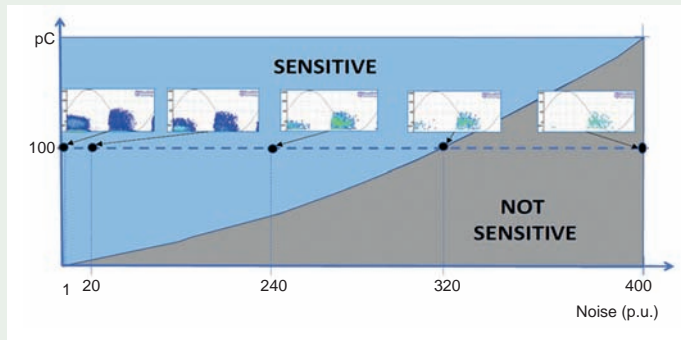 pC
SENSITIVE
100
NOT
SENSITIVE
1 20 240 320 400
Noise (p.u.)